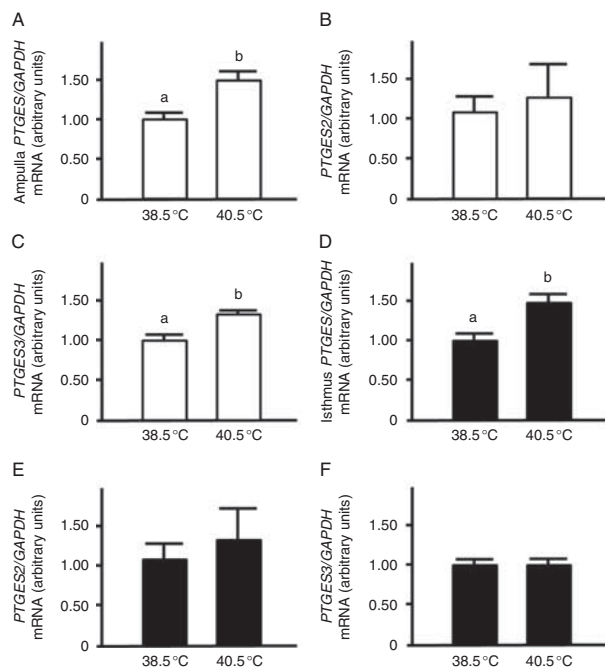 A
Ampulla PTGES/GAPDH
mRNA (arbitrary units)
1.50
1.00
0.50
0
a
b
38.5°C
40.5°C
B
PTGES2/GAPDH
mRNA (arbitrary units)
1.50
1.00
0.50
0
38.5°C
40.5°C
C
PTGES3/GAPDH
mRNA (arbitrary units)
1.50
1.00
0.50
0
a
b
38.5°C
40.5°C
D
Isthmus PTGES/GAPDH
mRNA (arbitrary units)
1.50
1.00
0.50
0
a
b
38.5°C
40.5°C
E
PTGES2/GAPDH
mRNA (arbitrary units)
1.50
1.00
0.50
0
38.5°C
40.5°C
F
PTGES3/GAPDH
mRNA (arbitrary units)
1.50
1.00
0.50
0
38.5°C
40.5°C